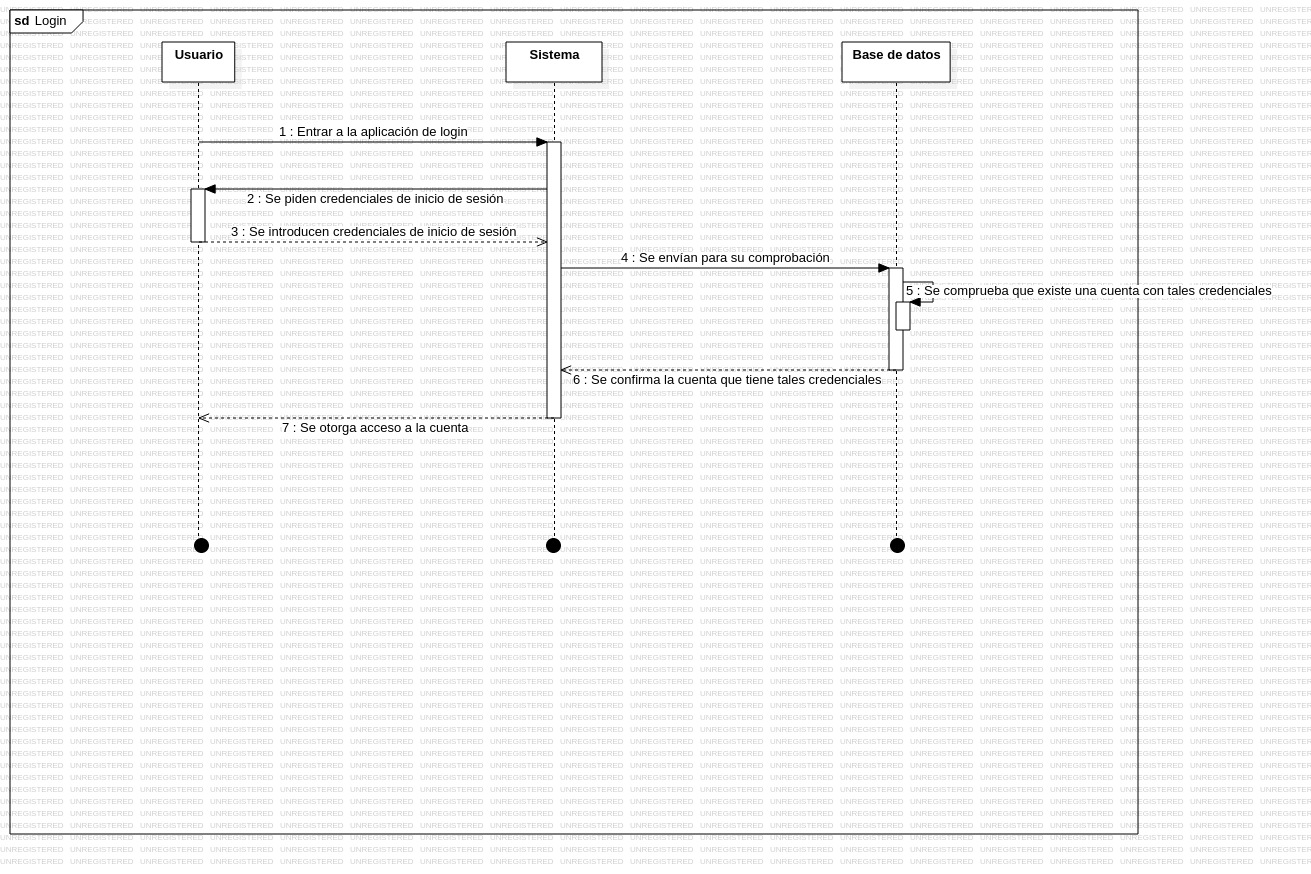 sd Login
Usuario
Sistema
Base de datos
1 : Entrar a la aplicación de login
2 : Se piden credenciales de inicio de sesión
3 : Se introducen credenciales de inicio de sesión
4 : Se envían para su comprobación
5 : Se comprueba que existe una cuenta con tales credenciales
6 : Se confirma la cuenta que tiene tales credenciales
7 : Se otorga acceso a la cuenta
UNREGISTERED